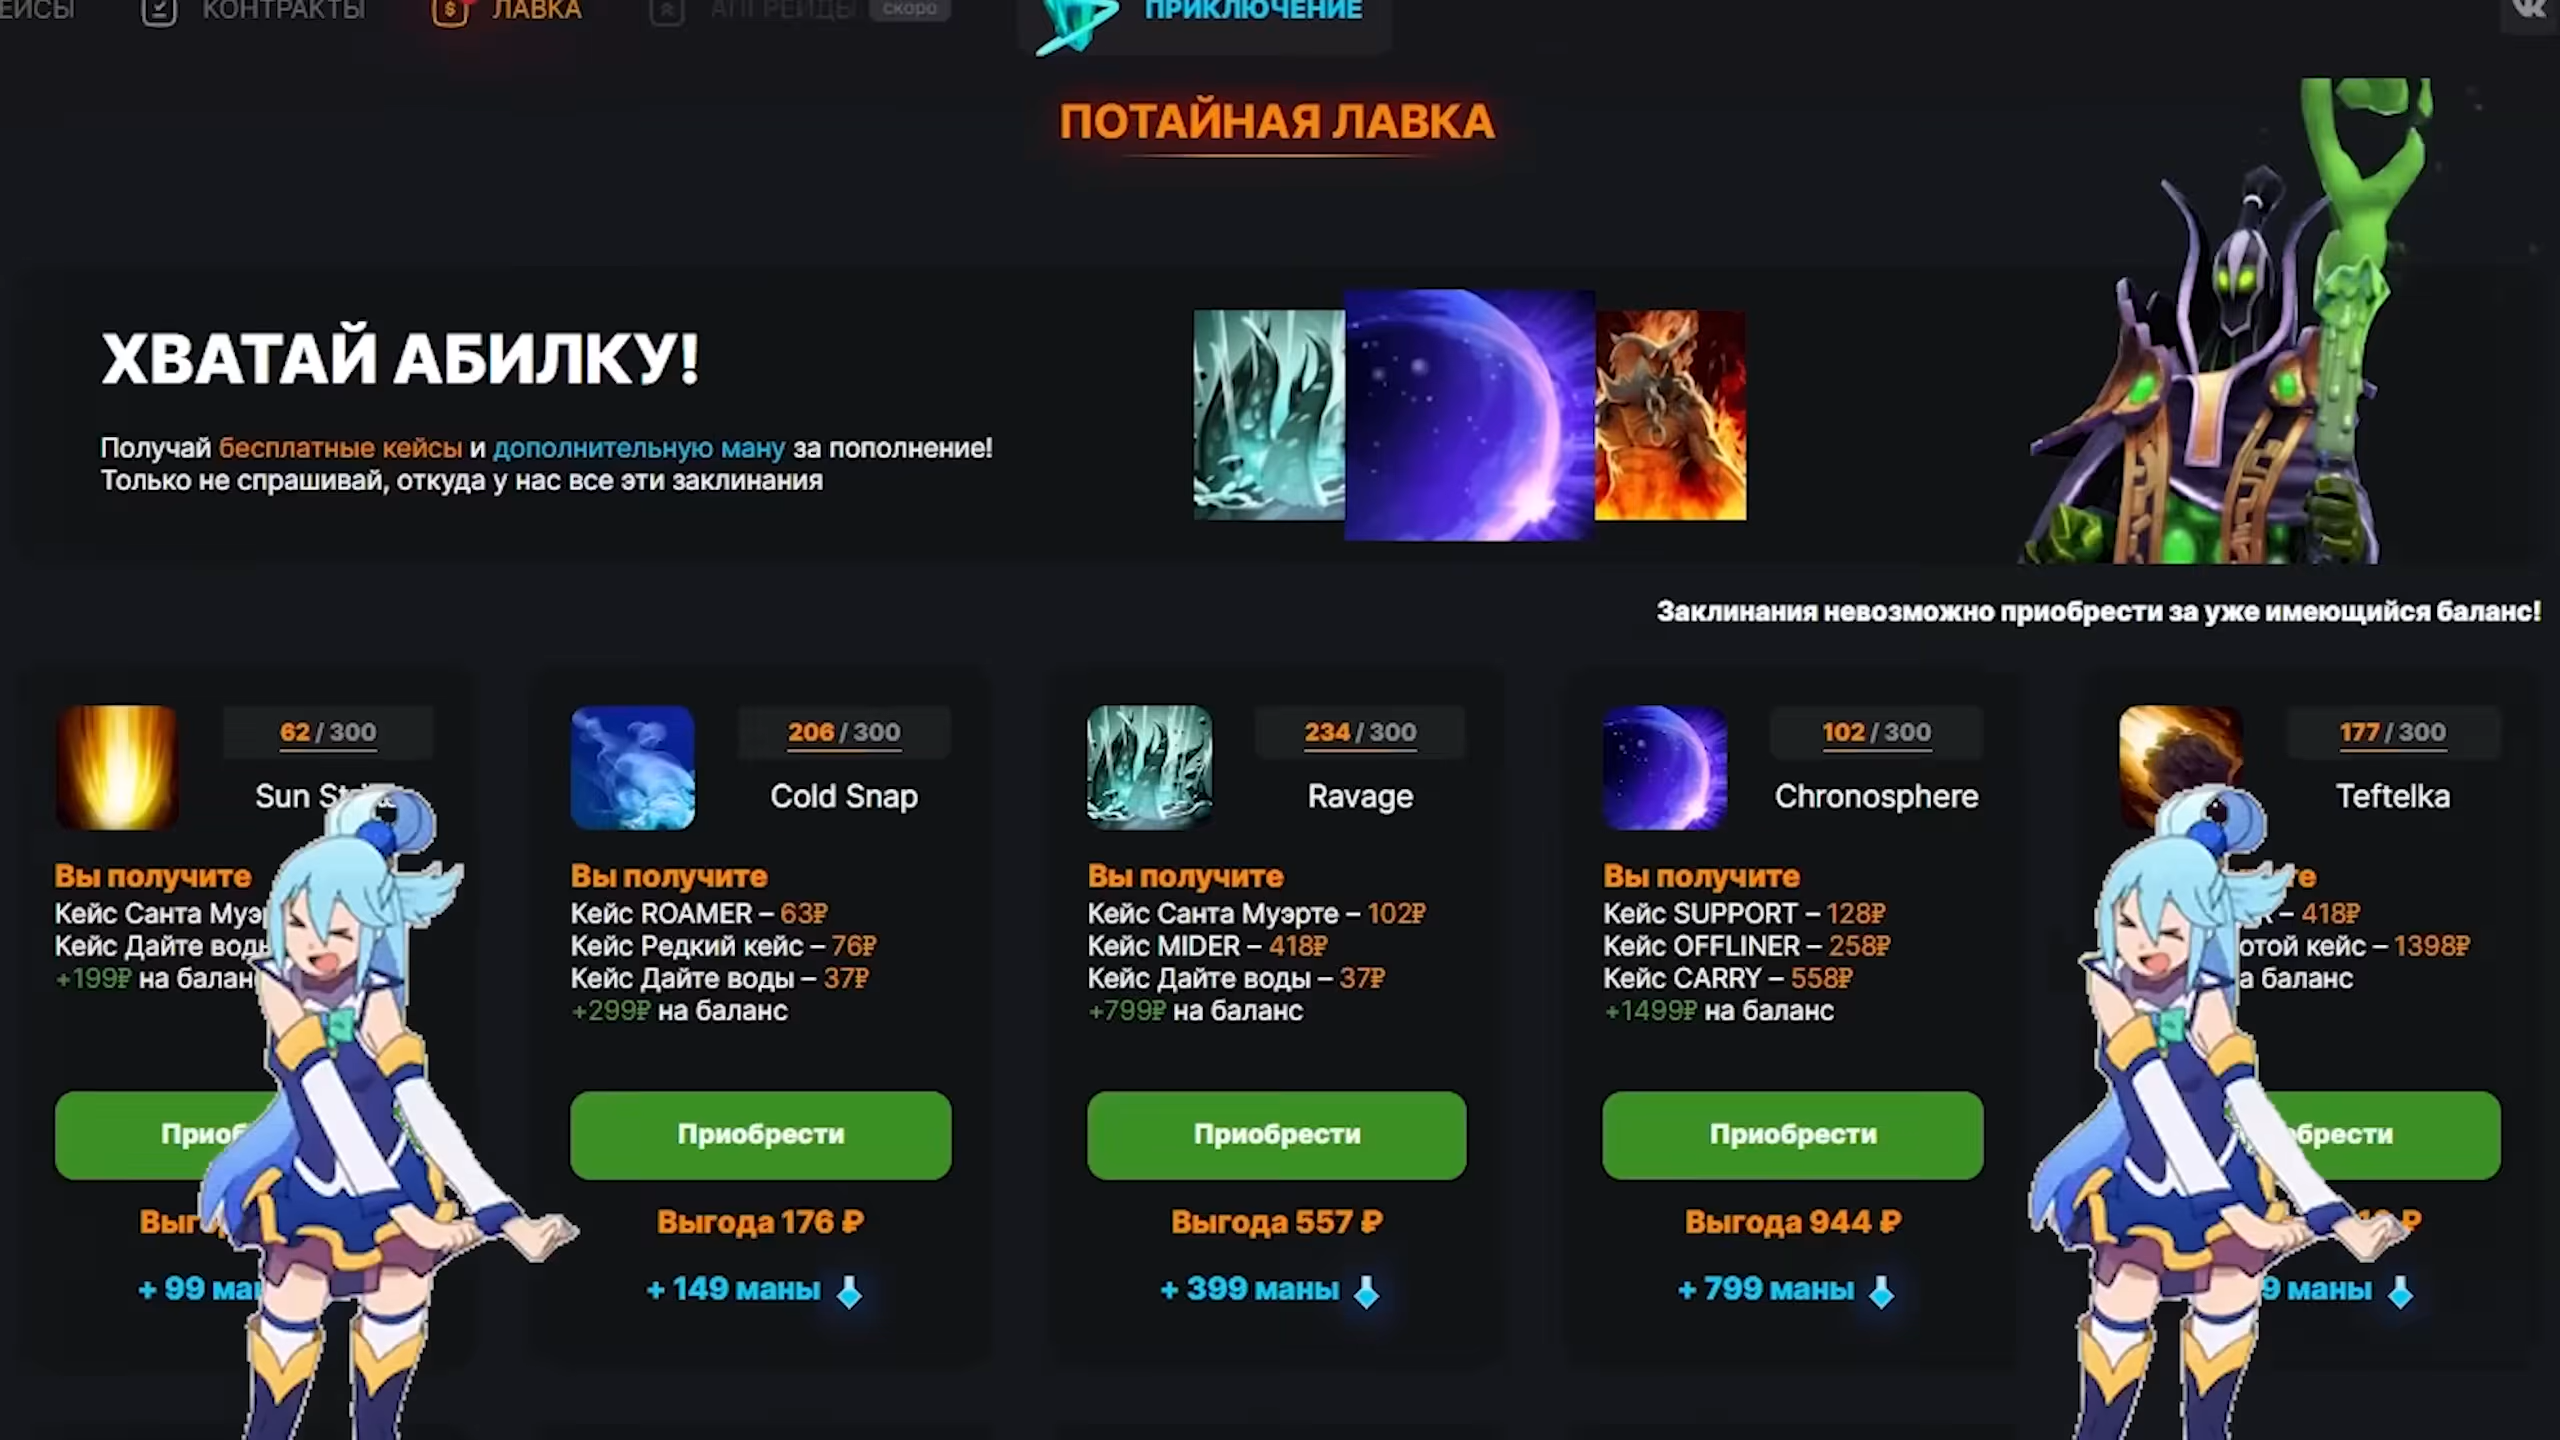 КОНТРАКТЫ
ЛАВКА
АПГРЕЙДЫ скоро
ПРИКЛЮЧЕНИЕ
ПОТАЙНАЯ ЛАВКА
ХВАТАЙ АБИЛКУ!
Получай бесплатные кейсы и дополнительную ману за пополнение!
Только не спрашивай, откуда у нас все эти заклинания
Заклинания невозможно приобрести за уже имеющийся баланс!
62 / 300
Sun
Вы получите
Кейс Санта
Кейс Дайте
+199₽ на
+ 99
206 / 300
Cold Snap
Вы получите
Кейс ROAMER – 63₽
Кейс Редкий кейс – 76₽
Кейс Дайте воды – 37₽
+299₽ на баланс
Приобрести
Выгода 176 ₽
+ 149 маны
234 / 300
Ravage
Вы получите
Кейс Санта Муэрте – 102₽
Кейс MIDER – 418₽
Кейс Дайте воды – 37₽
+799₽ на баланс
Приобрести
Выгода 557 ₽
+ 399 маны
102 / 300
Chronosphere
Вы получите
Кейс SUPPORT – 128₽
Кейс OFFLINER – 258₽
Кейс CARRY – 558₽
+1499₽ на баланс
Приобрести
Выгода 944 ₽
+ 799 маны
177 / 300
Teftelka
– 418₽
кейс – 1398₽
баланс
₽
маны